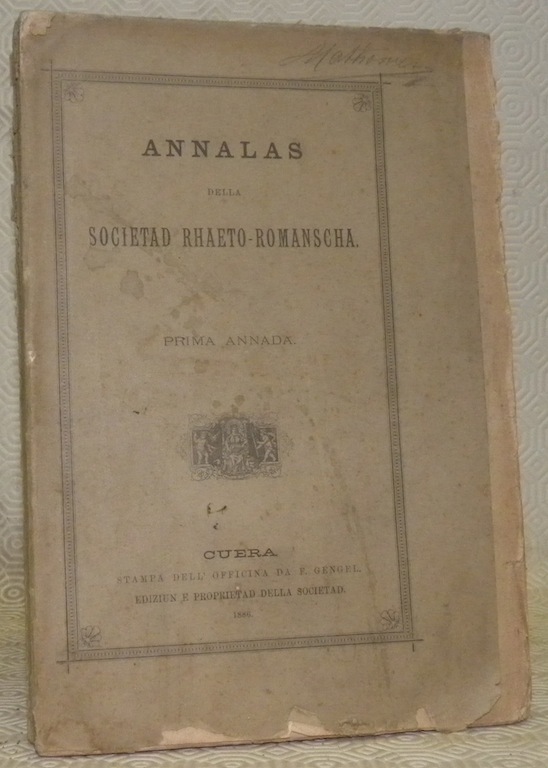 ANNALAS
DELLA
SOCIETAD RHAETO-ROMANSCHA.
PRIMA ANNADA.
CUERA
STAMPA DELL' OFFICINA DA F. GENGEL.
EDIZIUN E PROPRIETAD DELLA SOCIETAD.
1886.